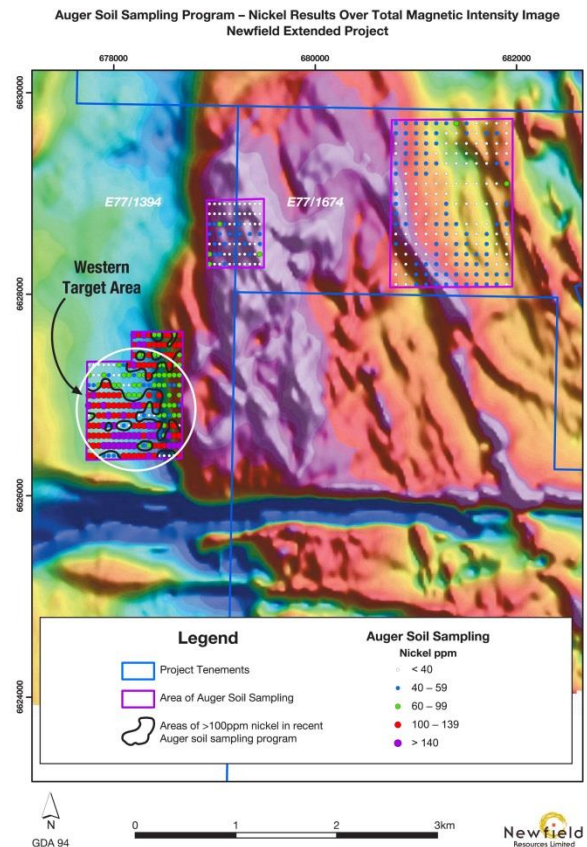 Auger Soil Sampling Program – Nickel Results Over Total Magnetic Intensity Image
Newfield Extended Project
678000
680000
682000
6630000
6628000
6626000
6624000
E77/1394
E77/1674
Western
Target Area
Legend
Project Tenements
Area of Auger Soil Sampling
Areas of >100ppm nickel in recent
Auger soil sampling program
Auger Soil Sampling
Nickel ppm
< 40
40 – 59
60 – 99
100 – 139
> 140
N
GDA 94
0
1
2
3km
Newfield
Resources Limited